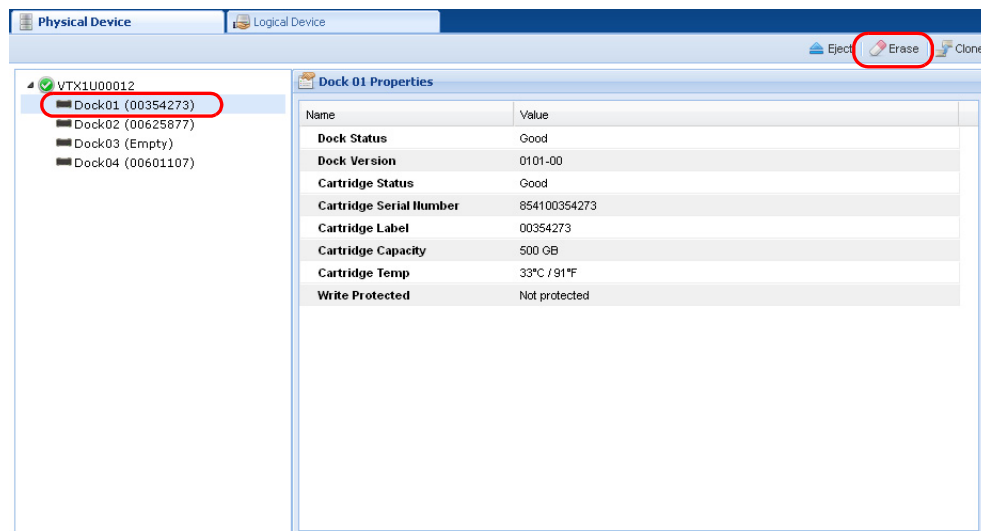 Physical Device Logical Device
Eject Erase Clone
VTX1U00012
Dock01 (00354273)
Dock02 (00625877)
Dock03 (Empty)
Dock04 (00601107)
Dock 01 Properties
Name Value
Dock Status Good
Dock Version 0101-00
Cartridge Status Good
Cartridge Serial Number 854100354273
Cartridge Label 00354273
Cartridge Capacity 500 GB
Cartridge Temp 33°C / 91°F
Write Protected Not protected